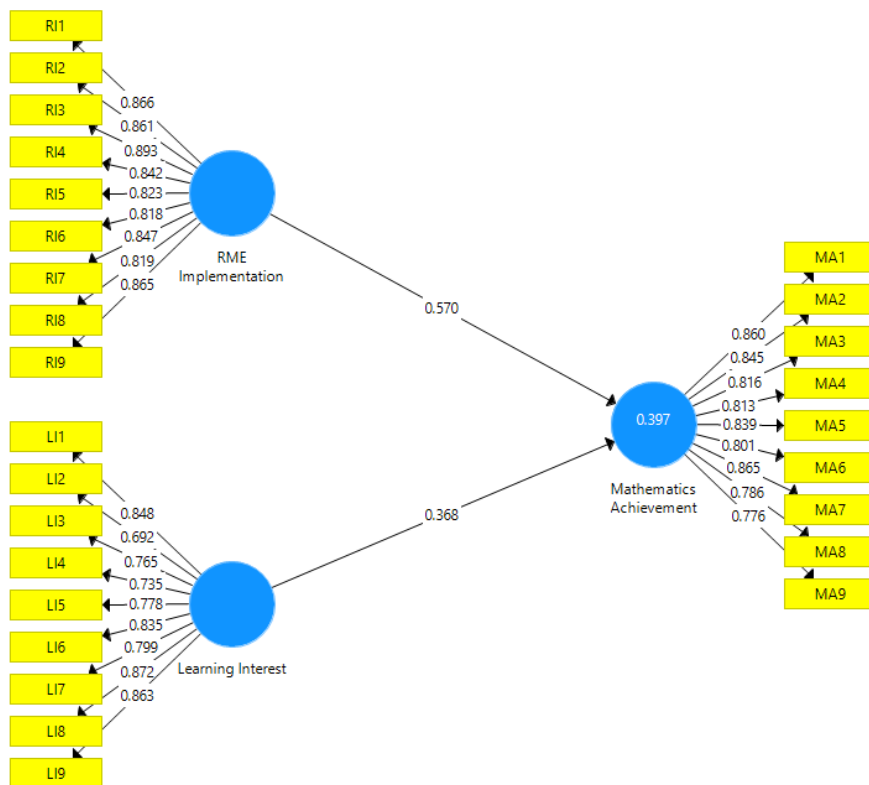 RI1
RI2
RI3
RI4
RI5
RI6
RI7
RI8
RI9
0.866
0.861
0.893
0.842
0.823
0.818
0.847
0.819
0.865
RME
Implementation
0.570
LI1
LI2
LI3
LI4
LI5
LI6
LI7
LI8
LI9
0.848
0.692
0.765
0.735
0.778
0.835
0.799
0.872
0.863
Learning Interest
0.368
0.397
Mathematics
Achievement
0.860
0.845
0.816
0.813
0.839
0.801
0.865
0.786
0.776
MA1
MA2
MA3
MA4
MA5
MA6
MA7
MA8
MA9